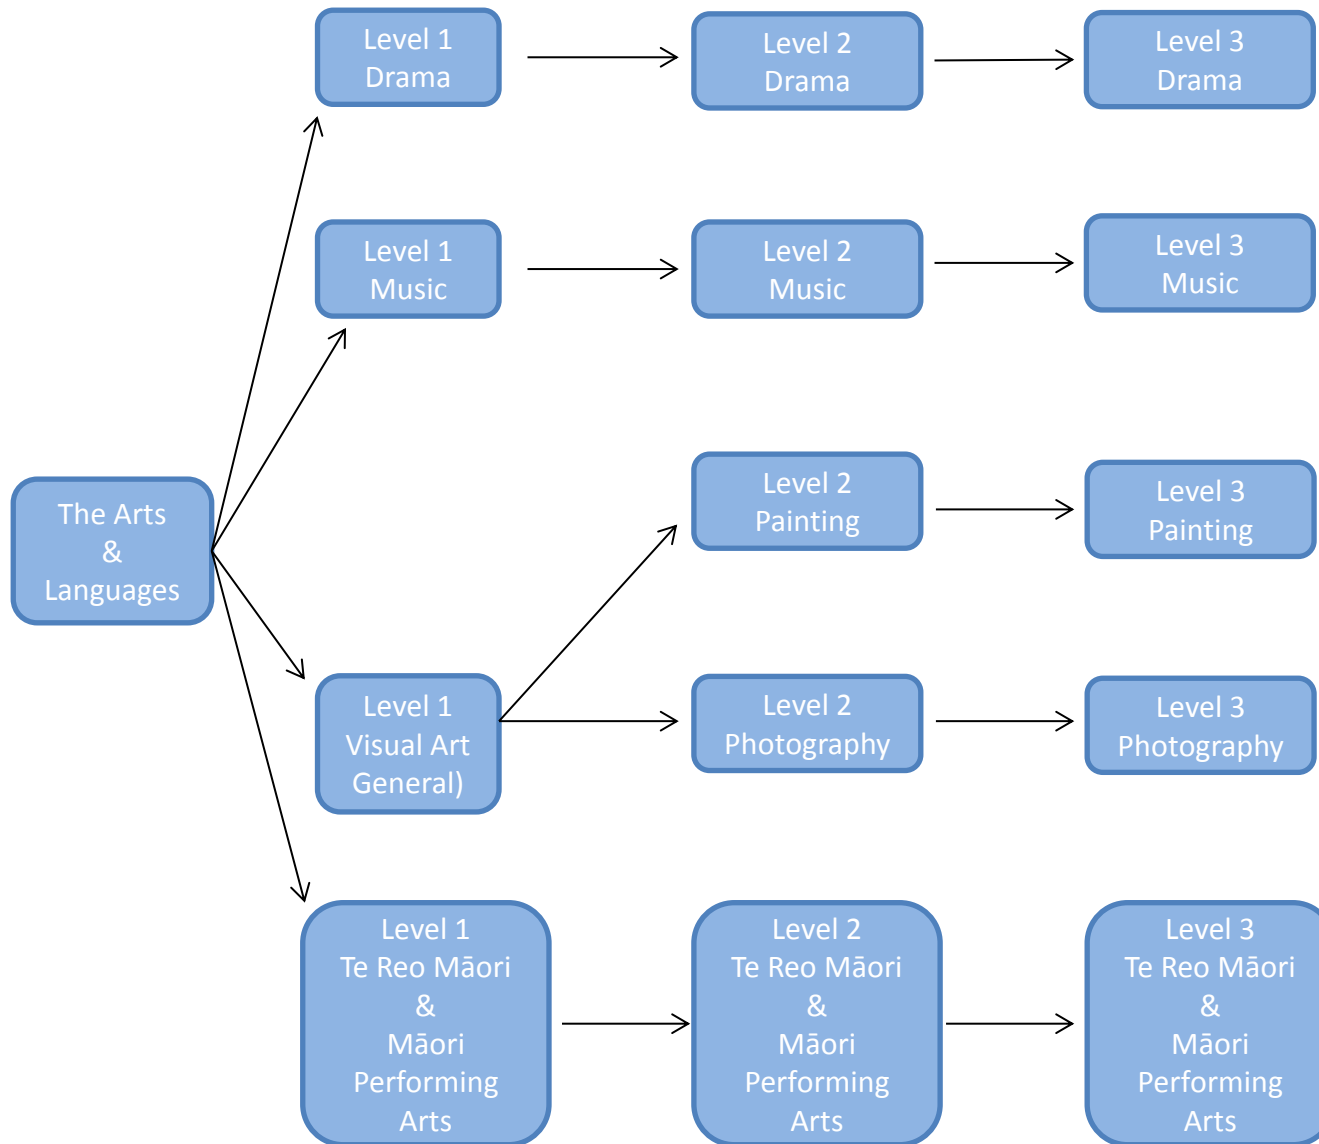 Level 1
Drama
Level 2
Drama
Level 3
Drama
Level 1
Music
Level 2
Music
Level 3
Music
The Arts
&
Languages
Level 2
Painting
Level 3
Painting
Level 1
Visual Art
General)
Level 2
Photography
Level 3
Photography
Level 1
Te Reo Māori
&
Māori
Performing
Arts
Level 2
Te Reo Māori
&
Māori
Performing
Arts
Level 3
Te Reo Māori
&
Māori
Performing
Arts